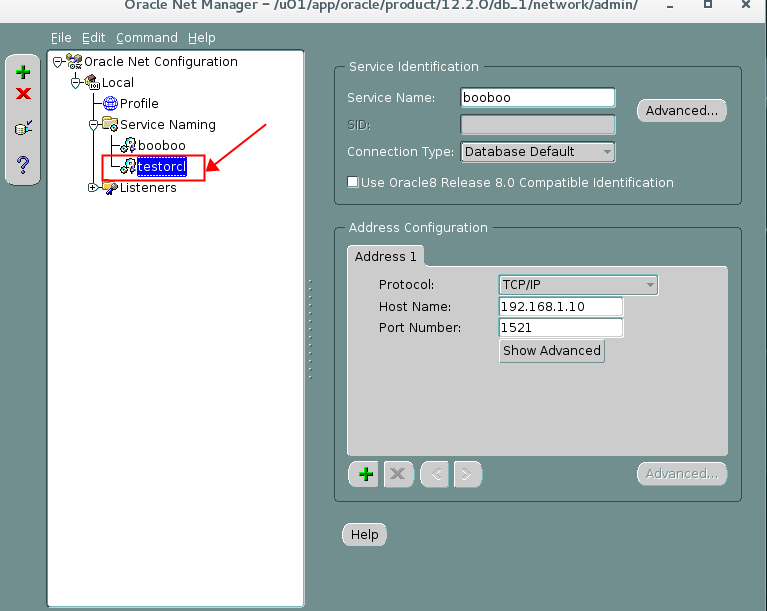 Oracle Net Manager – /u01/app/oracle/product/12.2.0/db_1/network/admin/
File Edit Command Help
Oracle Net Configuration
Local
Profile
Service Naming
booboo
testorcl
Listeners
Service Identification
Service Name: booboo
Advanced...
SID:
Connection Type: Database Default
Use Oracle8 Release 8.0 Compatible Identification
Address Configuration
Address 1
Protocol: TCP/IP
Host Name: 192.168.1.10
Port Number: 1521
Show Advanced
Advanced...
Help